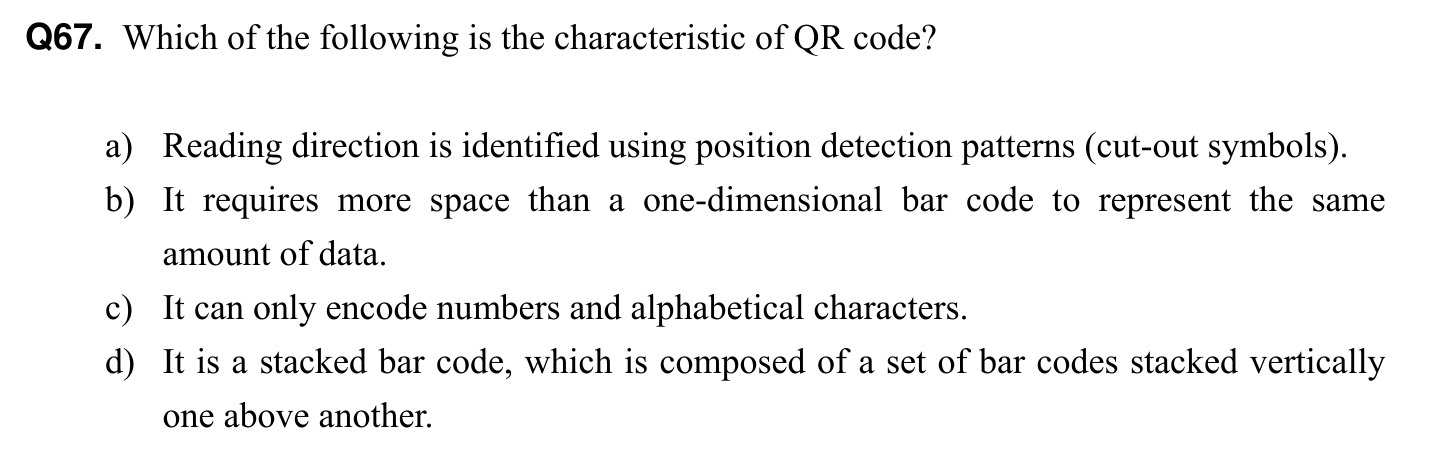 Q67. Which of the following is the characteristic of QR code?
a) Reading direction is identified using position detection patterns (cut-out symbols).
b) It requires more space than a one-dimensional bar code to represent the same
amount of data.
c) It can only encode numbers and alphabetical characters.
d) It is a stacked bar code, which is composed of a set of bar codes stacked vertically
one above another.